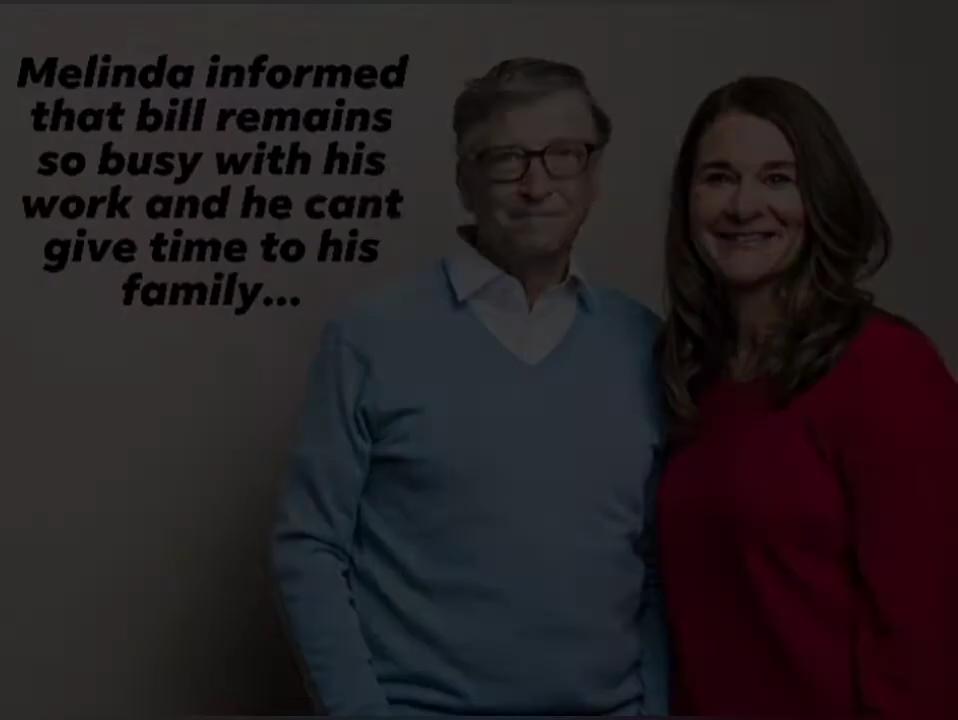 Melinda informed
that bill remains
so busy with his
work and he cant
give time to his
family...